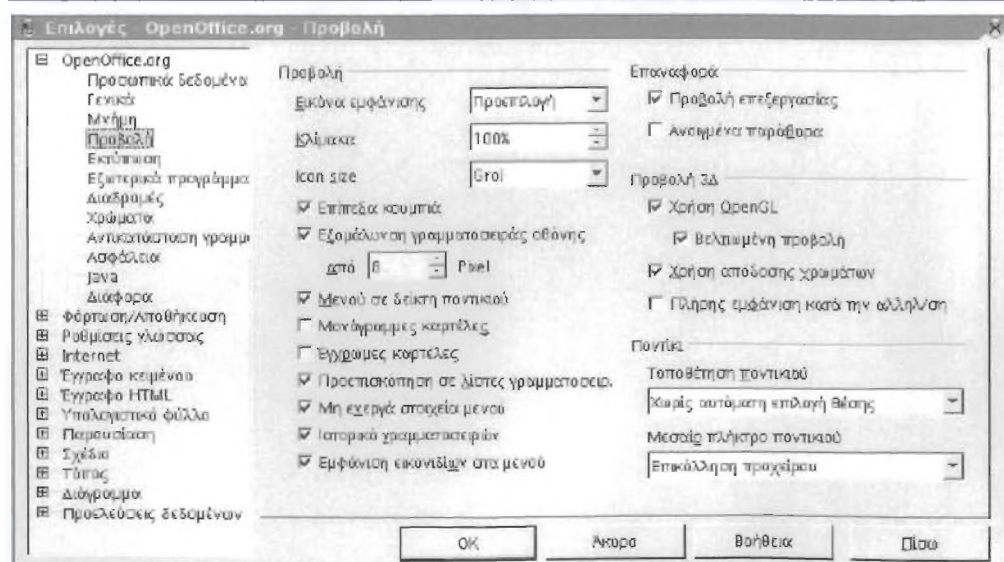 Επιλογές - OpenOffice.org - Προβολή
OpenOffice.org
Προσωπικά δεδομένα
Γενικά
Μνήμη
Προβολή
Εκτύπωση
Εξωτερικά προγράμμα
Διαδρομές
Χρώματα
Αντικατάσταση γραμμ
Ασφάλεια
Java
Διάφορα
Φόρτωση/Αποθήκευση
Ρυθμίσεις γλώσσας
Internet
Έγγραφο κειμένου
Έγγραφο HTML
Υπολογιστικό φύλλο
Παρουσίαση
Σχέδιο
Τύπος
Διάγραμμα
Προελεύσεις δεδομένων
Προβολή
Εικόνα εμφάνισης Προεπιλογή
Κλίμακα 100%
Icon size Groί
Επίπεδα κουμπιά
Εξομάλυνση γραμματοσειράς οθόνης
από 8 Pixel
Μενού σε δείκτη ποντικιού
Μονόγραμμες καρτέλες
Έγχρωμες καρτέλες
Προεπισκόπηση σε λίστες γραμματοσειρ.
Μη ενεργά στοιχεία μενού
Ιστορικό γραμματοσειρών
Εμφάνιση εικονιδίων στα μενού
Επαναφορά
Προβολή επεξεργασίας
Ανοιγμένα παράθυρα
Προβολή 3Δ
Χρήση OpenGL
Βελτιωμένη προβολή
Χρήση απόδοσης χρωμάτων
Πλήρης εμφάνιση κατά την αλληλ/ση
Ποντίκι
Τοποθέτηση ποντικιού
Χωρίς αυτόματη επιλογή θέσης
Μεσαίο πλήκτρο ποντικιού
Επικόλληση προχείρου
OK Άκυρο Βοήθεια Πίσω